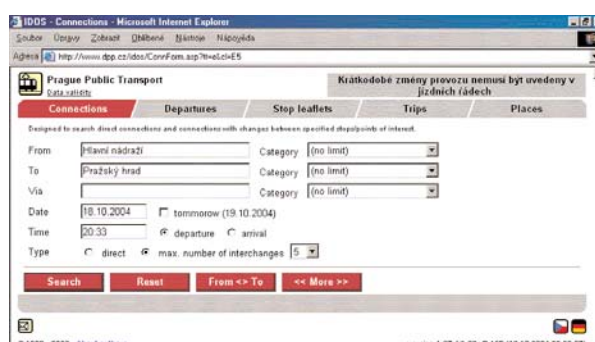 IDOS - Connections - Microsoft Internet Explorer
Soubor Úpravy Zobrazit Oblíbené Nástroje Nápověda
Adresa http://www.dpp.cz/idos/ConnForm.asp?tt=e&cl=E5
Prague Public Transport
Data validity
Krátkodobé změny provozu nemusí být uvedeny v jízdních řádech
Connections Departures Stop leaflets Trips Places
Designed to search direct connections and connections with changes between specified stops/points of interest.
From Hlavní nádraží Category (no limit)
To Pražský hrad Category (no limit)
Via Category (no limit)
Date 18.10.2004 tommorow (19.10.2004)
Time 20:33 departure arrival
Type direct max. number of interchanges 5
Search Reset From <> To << More >>